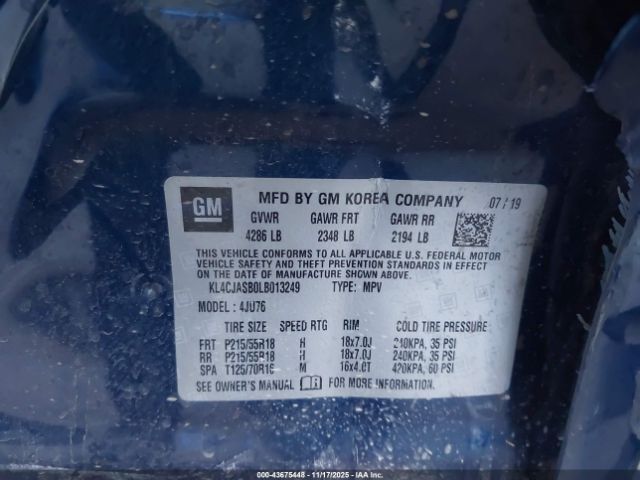 GM MFD BY GM KOREA COMPANY 07/19
GVWR GAWR FRT GAWR RR
4286 LB 2348 LB 2194 LB
THIS VEHICLE CONFORMS TO ALL APPLICABLE U.S. FEDERAL MOTOR
VEHICLE SAFETY AND THEFT PREVENTION STANDARDS IN
EFFECT ON THE DATE OF MANUFACTURE SHOWN ABOVE.
KL4CJASB0LB013249 TYPE: MPV
MODEL : 4JU76
TIRE SIZE SPEED RTG RIM COLD TIRE PRESSURE
FRT P215/55R18 H 18x7.0J 240KPA, 35 PSI
RR P215/55R18 H 18x7.0J 240KPA, 35 PSI
SPA T125/70R16 M 16x4.0T 420KPA, 60 PSI
SEE OWNER'S MANUAL FOR MORE INFORMATION.
000-43675448 - 11/17/2025 - IAAI.COM